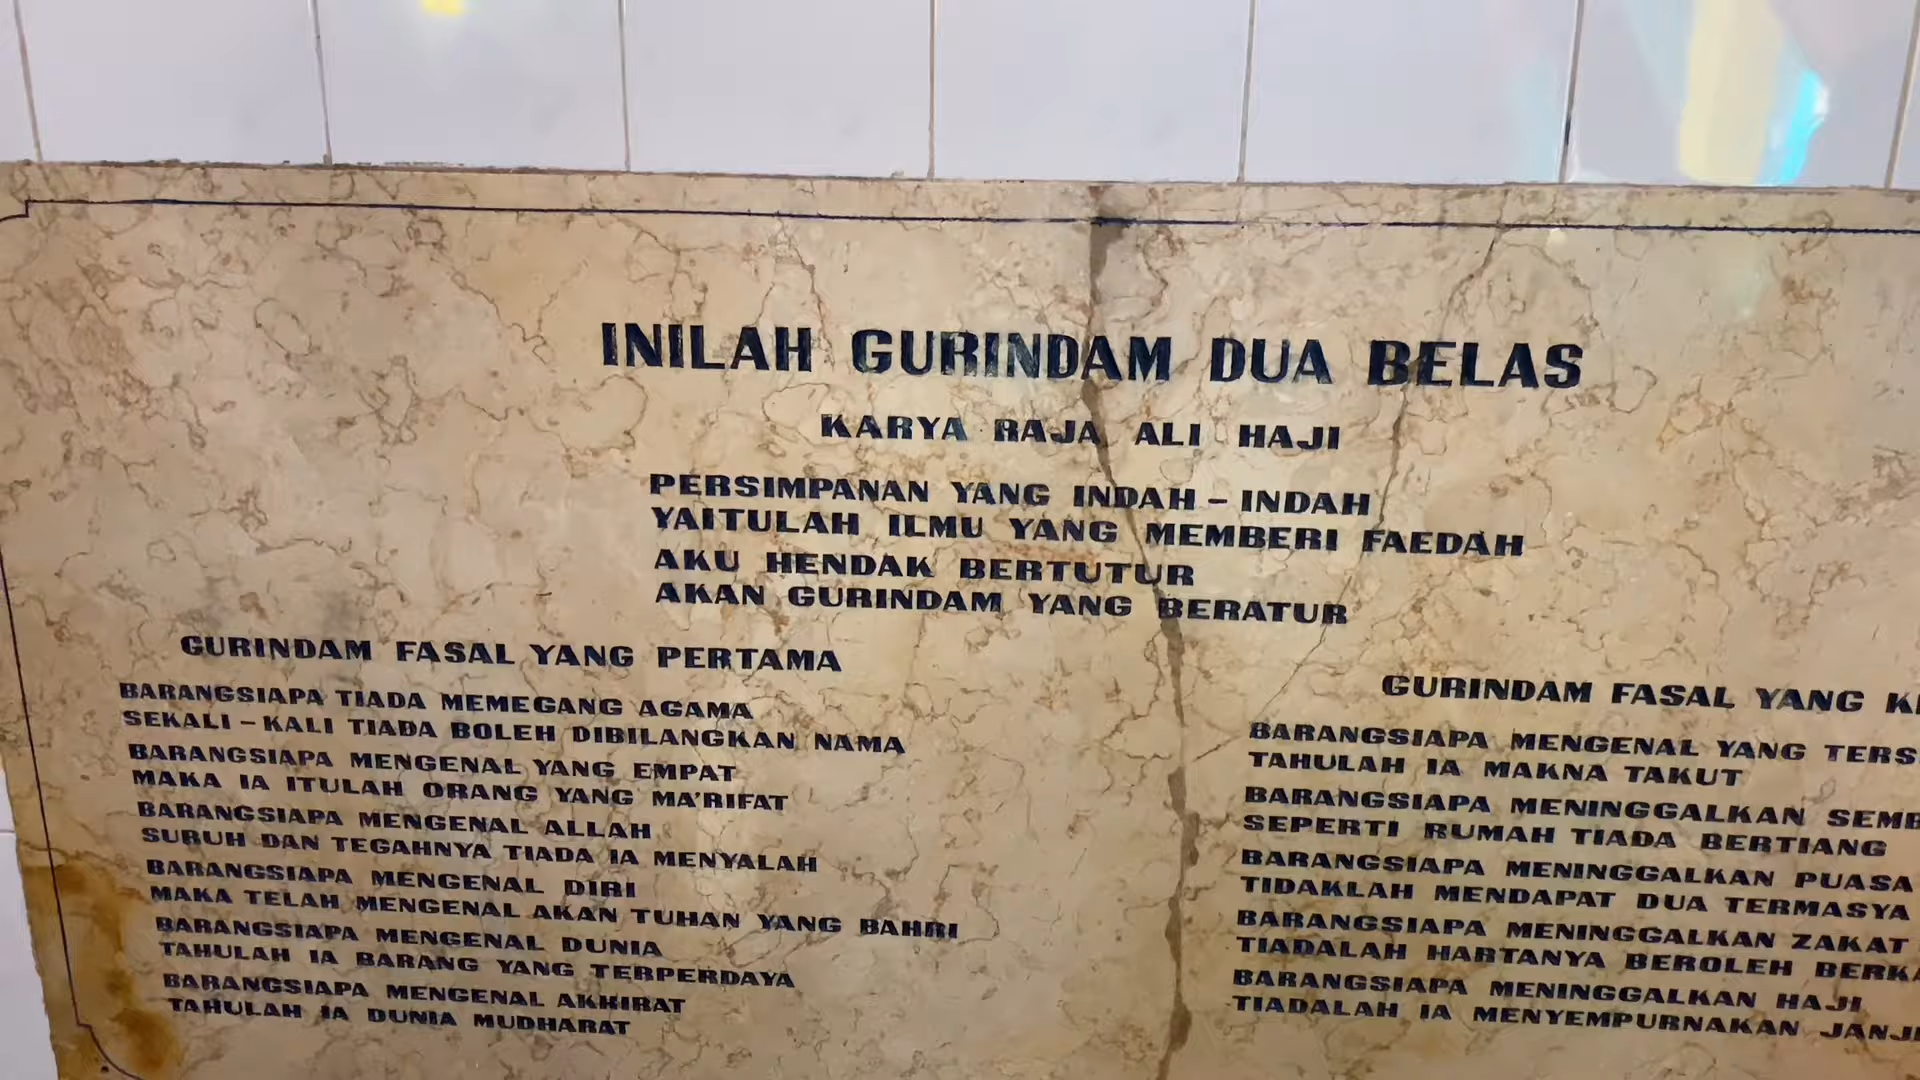 INILAH GURINDAM DUA BELAS
KARYA RAJA ALI HAJI
PERSIMPANAN YANG INDAH - INDAH
YAITULAH ILMU YANG MEMBERI FAEDAH
AKU HENDAK BERTUTUR
AKAN GURINDAM YANG BERATUR
GURINDAM FASAL YANG PERTAMA
BARANGSIAPA TIADA MEMEGANG AGAMA
SEKALI - KALI TIADA BOLEH DIBILANGKAN NAMA
BARANGSIAPA MENGENAL YANG EMPAT
MAKA IA ITULAH ORANG YANG MA'RIFAT
BARANGSIAPA MENGENAL ALLAH
SURUH DAN TEGAHNYA TIADA IA MENYALAH
BARANGSIAPA MENGENAL DIRI
MAKA TELAH MENGENAL AKAN TUHAN YANG BAHRI
BARANGSIAPA MENGENAL DUNIA
TAHULAH IA BARANG YANG TERPERDAYA
BARANGSIAPA MENGENAL AKHIRAT
TAHULAH IA DUNIA MUDHARAT
GURINDAM FASAL YANG
BARANGSIAPA MENGENAL YANG
TAHULAH IA MAKNA TAKUT
BARANGSIAPA MENINGGALKAN
SEPERTI RUMAH TIADA BERTIANG
BARANGSIAPA MENINGGALKAN PUASA
TIDAKLAH MENDAPAT DUA TERMASYA
BARANGSIAPA MENINGGALKAN ZAKAT
TIADALAH HARTANYA BEROLEH
BARANGSIAPA MENINGGALKAN HAJI
TIADALAH IA MENYEMPURNAKAN